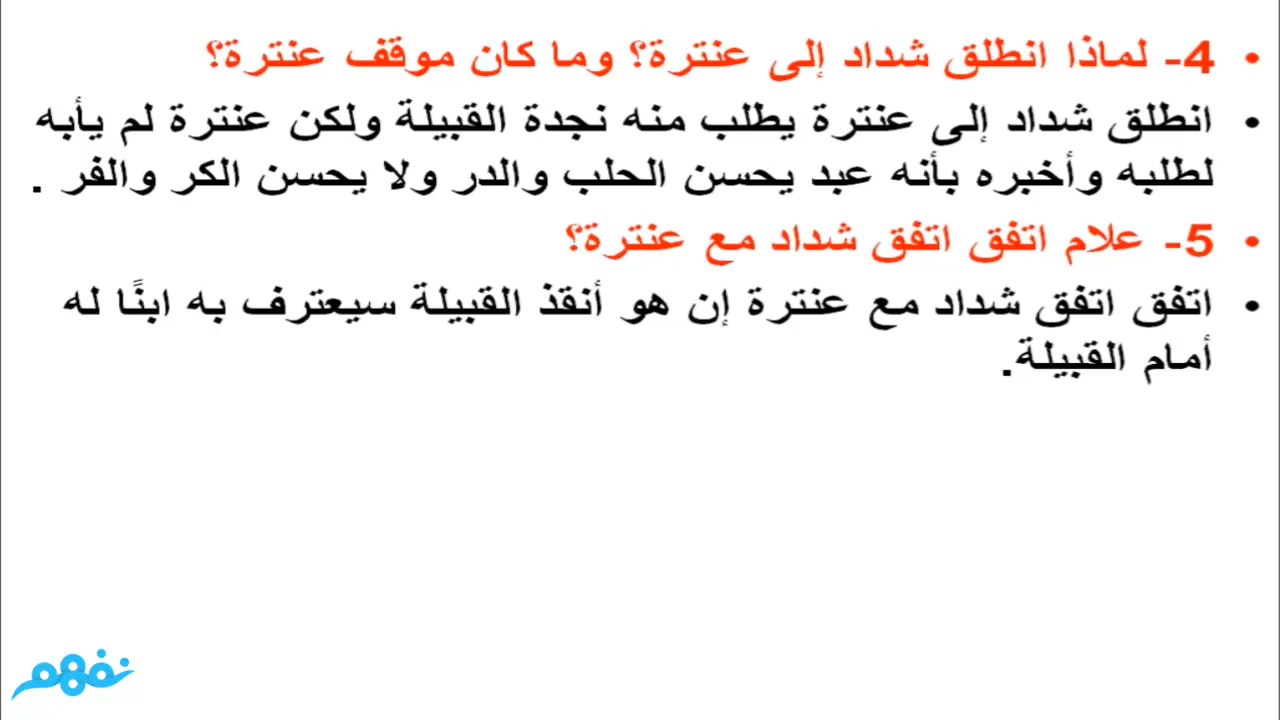 • 4- لماذا انطلق شداد إلى عنترة؟ وما كان موقف عنترة؟
• انطلق شداد إلى عنترة يطلب منه نجدة القبيلة ولكن عنترة لم يأبه
لطلبه وأخبره بأنه عبد يحسن الحلب والدر ولا يحسن الكر والفر .
• 5- علام اتفق اتفق شداد مع عنترة؟
• اتفق اتفق شداد مع عنترة إن هو أنقذ القبيلة سيعترف به ابنًا له
أمام القبيلة.
نفهم